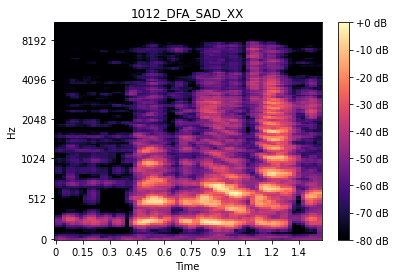 1012_DFA_SAD_XX
+0 dB
8192
-10 dB
4096
-20 dB
-30 dB
2048
Hz
-40 dB
1024
-50 dB
512
-60 dB
-70 dB
0
-80 dB
0 0.15 0.3 0.45 0.6 0.75 0.9 1.1 1.2 1.4
Time